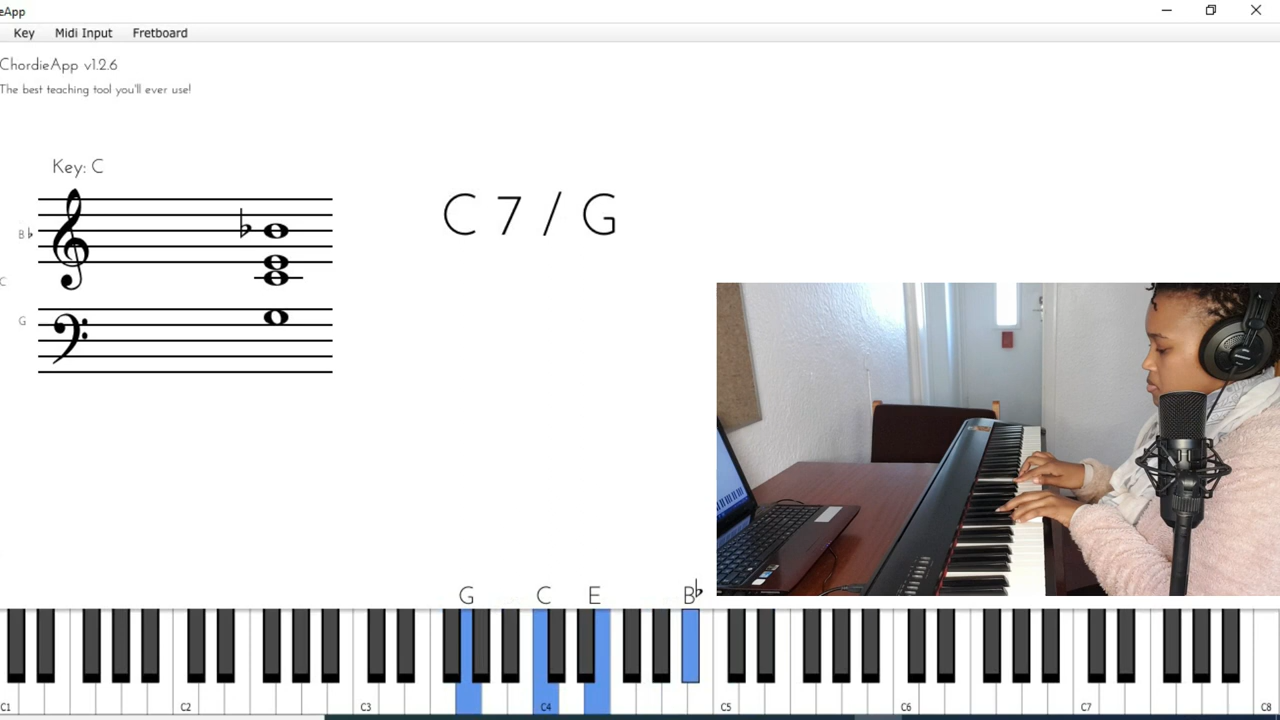 eApp
Key Midi Input Fretboard
ChordieApp v1.2.6
The best teaching tool you'll ever use!
Key: C
C 7 / G
B♭
C
G
G C E B♭
C1 C2 C3 C4 C5 C6 C7 C8